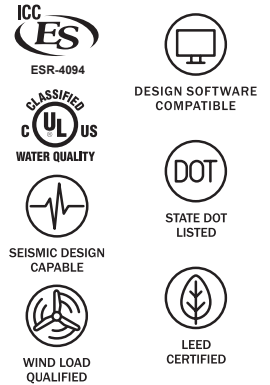 ICC
ES
ESR-4094
CLASSIFIED
C UL US
WATER QUALITY
SEISMIC DESIGN
CAPABLE
WIND LOAD
QUALIFIED
DESIGN SOFTWARE
COMPATIBLE
DOT
STATE DOT
LISTED
LEED
CERTIFIED